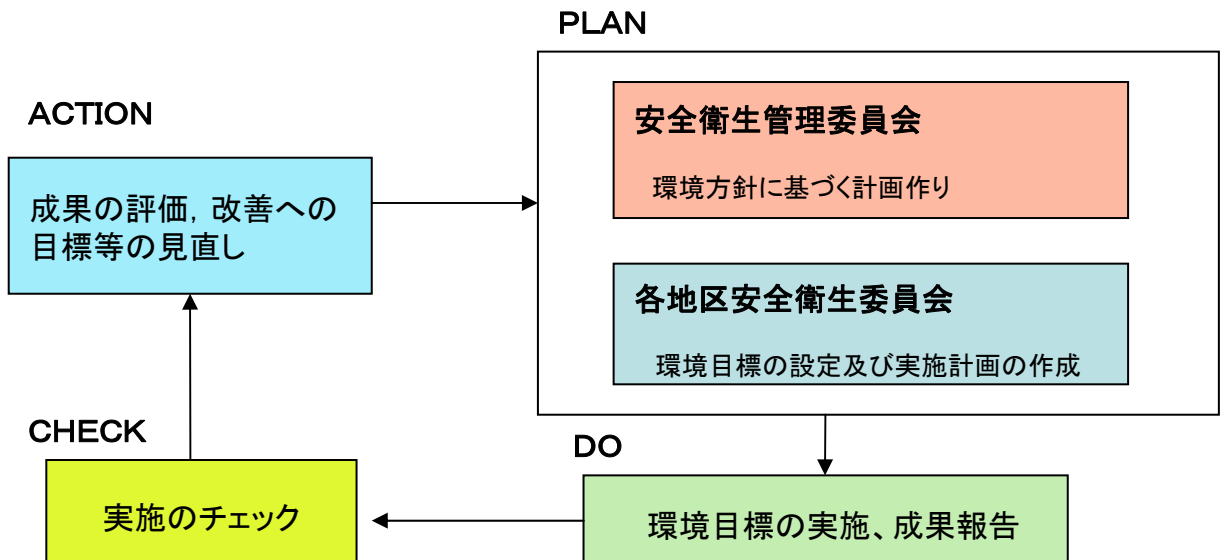 PLAN
安全衛生管理委員会
環境方針に基づく計画作り
各地区安全衛生委員会
環境目標の設定及び実施計画の作成
ACTION
成果の評価，改善への
目標等の見直し
CHECK
実施のチェック
DO
環境目標の実施、成果報告